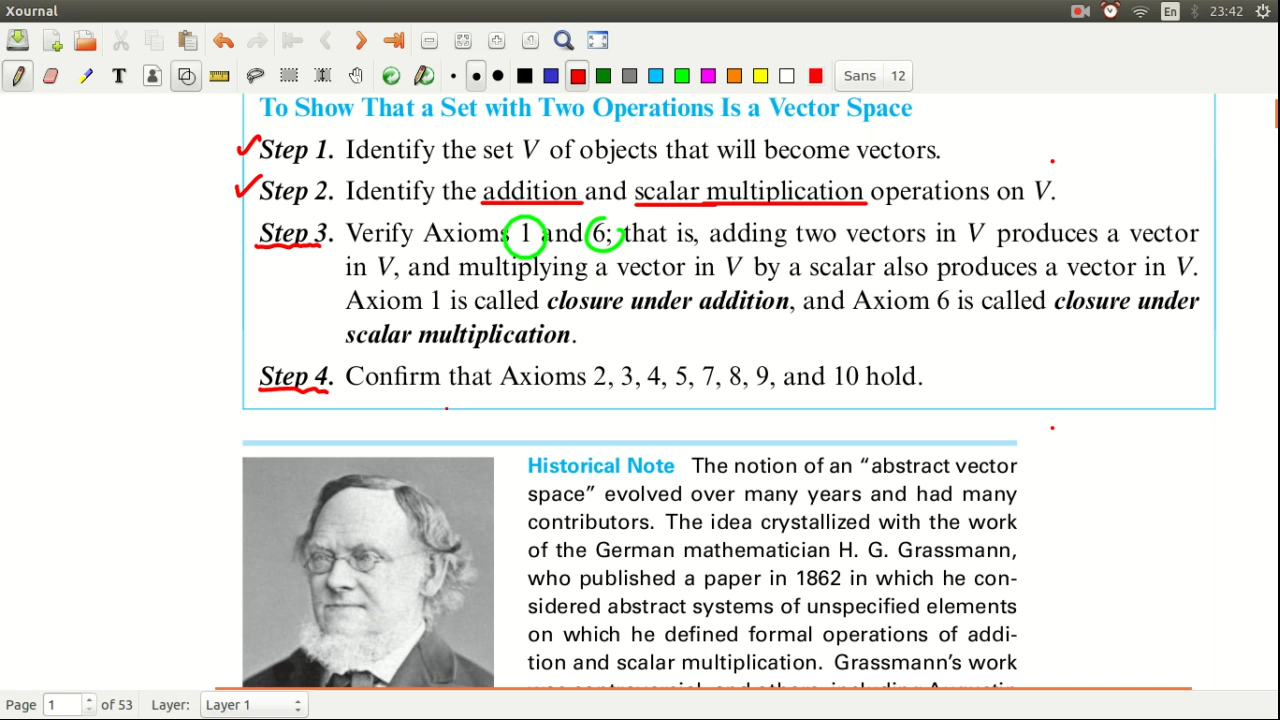 Xournal
En
23:42
T
Sans 12
To Show That a Set with Two Operations Is a Vector Space
Step 1. Identify the set V of objects that will become vectors.
Step 2. Identify the addition and scalar multiplication operations on V.
Step 3. Verify Axioms 1 and 6; that is, adding two vectors in V produces a vector
in V, and multiplying a vector in V by a scalar also produces a vector in V.
Axiom 1 is called closure under addition, and Axiom 6 is called closure under
scalar multiplication.
Step 4. Confirm that Axioms 2, 3, 4, 5, 7, 8, 9, and 10 hold.
Historical Note The notion of an “abstract vector
space” evolved over many years and had many
contributors. The idea crystallized with the work
of the German mathematician H. G. Grassmann,
who published a paper in 1862 in which he con-
sidered abstract systems of unspecified elements
on which he defined formal operations of addi-
tion and scalar multiplication. Grassmann’s work
Page 1 of 53 Layer: Layer 1